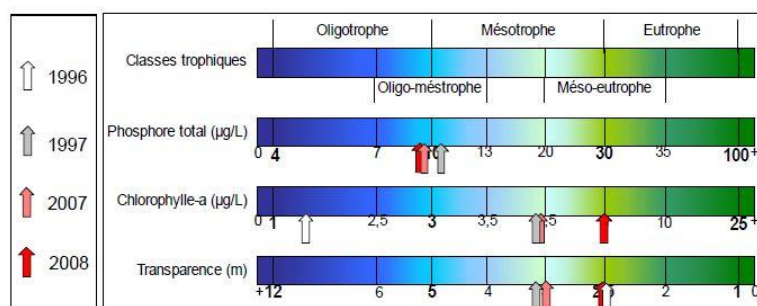 1996
1997
2007
2008
Oligotrophe Mésotrophe Eutrophe
Classes trophiques
Oligo-méstrophe Méso-eutrophe
Phosphore total (µg/L)
0 4 7 13 20 30 35 100 +
Chlorophylle-a (µg/L)
0 1 2,5 3 3,5 10 25 +
Transparence (m)
+12 6 5 4 2 1 0